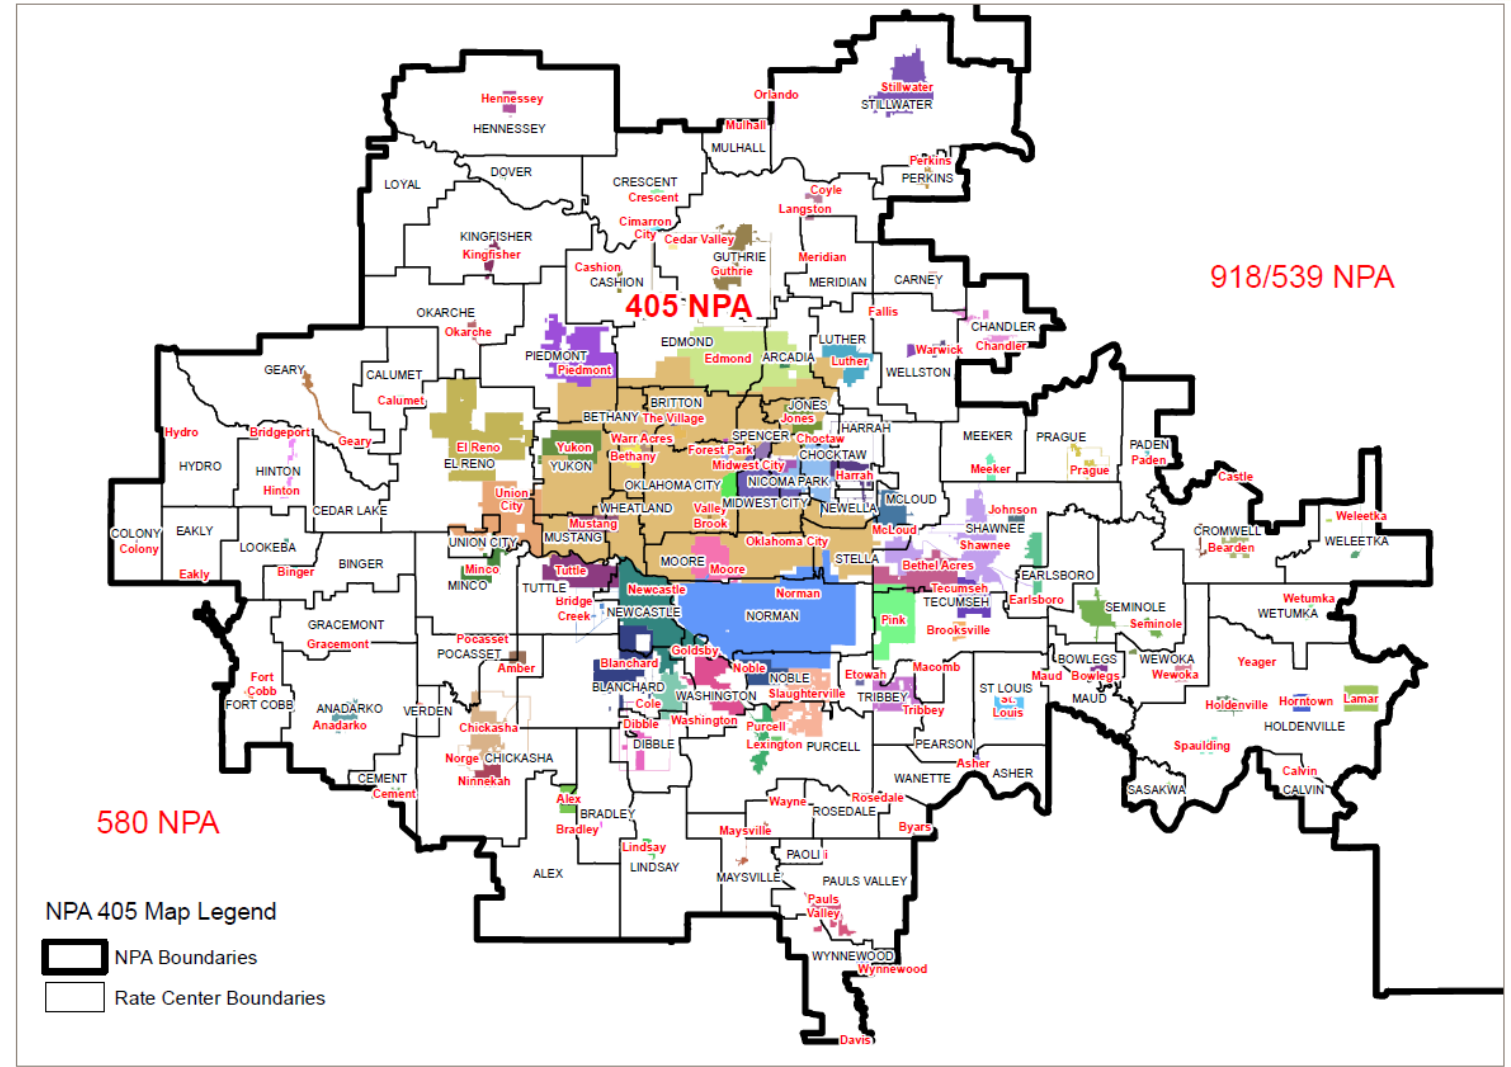 Orlando
Stillwater
STILLWATER
Hennessey
HENNESSEY
Mulhall
MULHALL
Perkins
PERKINS
DOVER
LOYAL
CRESCENT
Crescent
Coyle
Langston
Cimarron
City
KINGFISHER
Kingfisher
Cedar Valley
GUTHRIE
Guthrie
Meridian
MERIDIAN
Cashion
CASHION
CARNEY
918/539 NPA
405 NPA
OKARCHE
Okarche
Fallis
CHANDLER
Chandler
EDMOND
Edmond
ARCADIA
LUTHER
Luther
Warwick
WELLSTON
PIEDMONT
Piedmont
GEARY
CALUMET
Calumet
BRITTON
BETHANY
The Village
JONES
Jones
HARRAH
Hydro
Bridgeport
Geary
El Reno
EL RENO
Yukon
YUKON
Warr Acres
Bethany
SPENCER
Choctaw
Forest Park
CHOCKTAW
Midwest City
MEEKER
Meeker
PRAGUE
Prague
PADEN
Paden
HYDRO
HINTON
Hinton
OKLAHOMA CITY
NICOMA PARK
Harrah
Castle
Union
City
CEDAR LAKE
WHEATLAND
Valley
Brook
MIDWEST CITY
NEWELLA
MCLOUD
Johnson
Weleetka
COLONY
Colony
EAKLY
LOOKEBA
Mustang
MUSTANG
McLoud
SHAWNEE
Shawnee
CROMWELL
Bearden
WELEETKA
UNION CITY
Oklahoma City
Eakly
Binger
BINGER
Minco
MINCO
Tuttle
TUTTLE
MOORE
Moore
STELLA
Bethel Acres
EARLSBORO
Earlsboro
Tecumseh
TECUMSEH
Bridge
Creek
Newcastle
NEWCASTLE
Norman
NORMAN
Pink
Brooksville
SEMINOLE
Seminole
Wetumka
WETUMKA
GRACEMONT
Gracemont
Pocasset
POCASSET
Amber
Goldsby
Blanchard
BLANCHARD
Cole
Noble
NOBLE
WASHINGTON
Washington
Slaughterville
Etowah
Macomb
TRIBBEY
Tribbey
ST LOUIS
St.
Louis
Maud
BOWLEGS
Bowlegs
MAUD
WEWOKA
Wewoka
Yeager
Fort
Cobb
FORT COBB
ANADARKO
Anadarko
VERDEN
Chickasha
Dibble
DIBBLE
Purcell
Lexington
PURCELL
PEARSON
Holdenville
Horntown
Lamar
HOLDENVILLE
Spaulding
Norge
CHICKASHA
Ninnekah
CEMENT
Cement
Asher
ASHER
WANETTE
SASAKWA
Calvin
CALVIN
Alex
BRADLEY
Bradley
Wayne
Rosedale
ROSEDALE
580 NPA
Lindsay
LINDSAY
Maysville
MAYSVILLE
Byars
PAOLI
ALEX
PAULS VALLEY
Pauls
Valley
WYNNEWOOD
Wynnewood
Davis
NPA 405 Map Legend
NPA Boundaries
Rate Center Boundaries